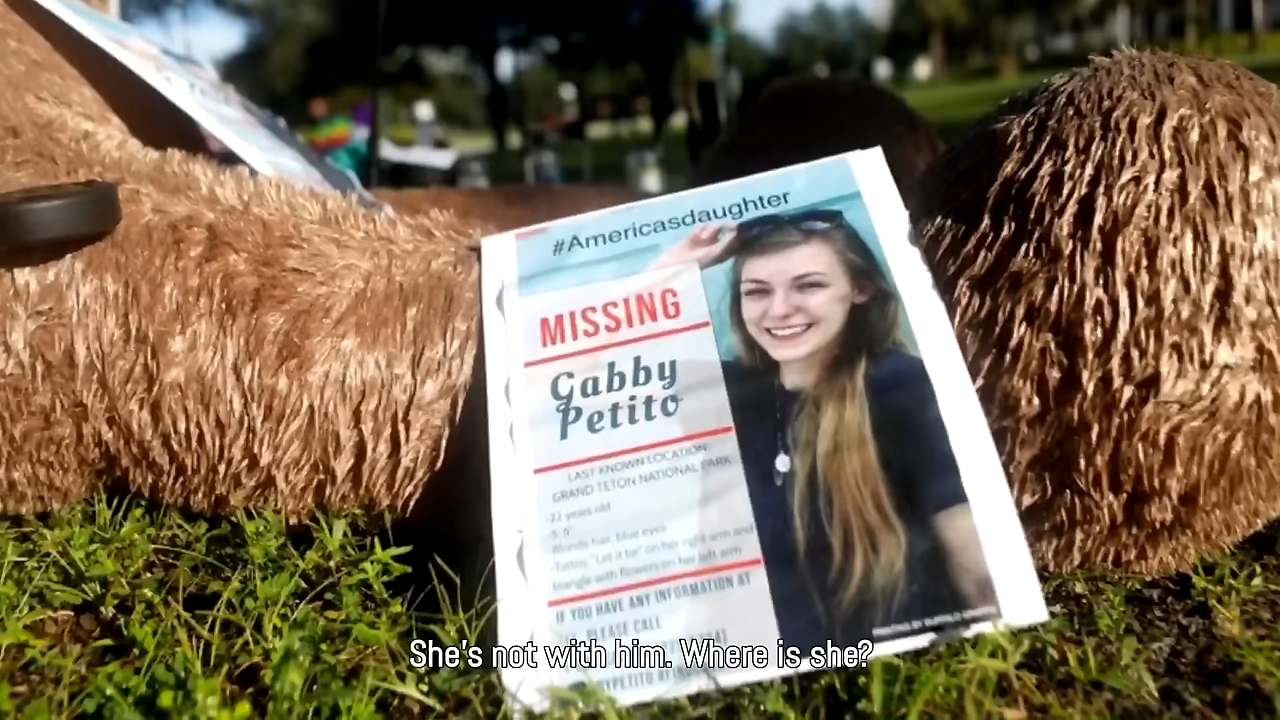 #Americasdaughter
MISSING
Gabby
Petito
LAST KNOWN LOCATION:
GRAND TETON NATIONAL PARK
-22 years old
-5' 5"
-Blonde hair, blue eyes
-Tattos: "Let it be" on her right arm and
triangle with flowers on her left arm
IF YOU HAVE ANY INFORMATION AT
PLEASE CALL
She's not with him. Where is she?